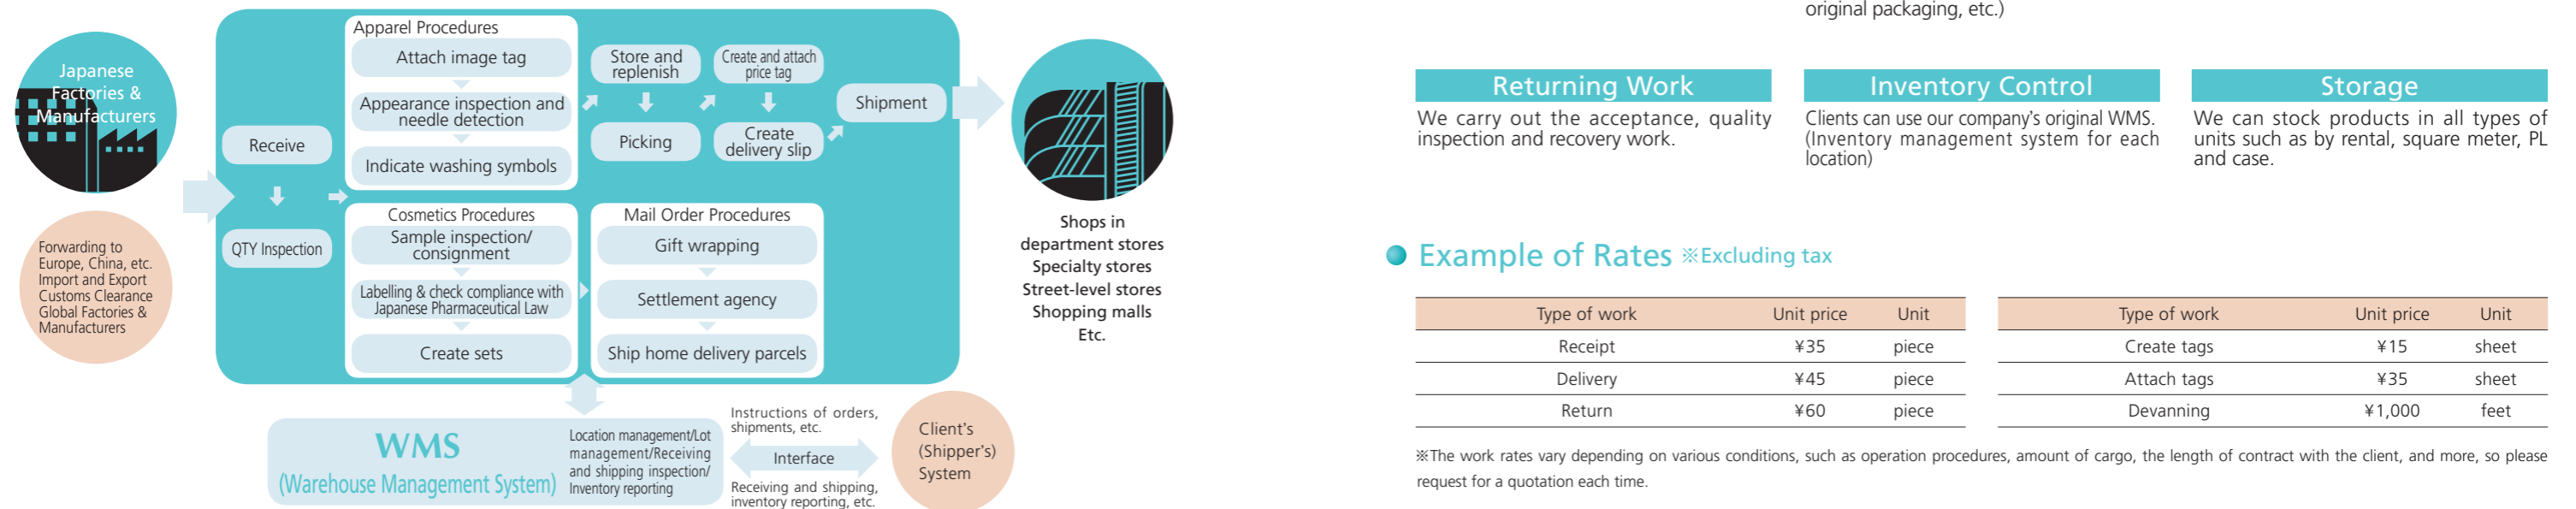 Japanese
Factories &
Manufacturers
Forwarding to
Europe, China, etc.
Import and Export
Customs Clearance
Global Factories &
Manufacturers
Receive
QTY Inspection
Apparel Procedures
Attach image tag
Appearance inspection and
needle detection
Indicate washing symbols
Store and
replenish
Picking
Create and attach
price tag
Create
delivery slip
Shipment
Cosmetics Procedures
Sample inspection/
consignment
Labelling & check compliance with
Japanese Pharmaceutical Law
Create sets
Mail Order Procedures
Gift wrapping
Settlement agency
Ship home delivery parcels
Shops in
department stores
Specialty stores
Street-level stores
Shopping malls
Etc.
WMS
(Warehouse Management System)
Location management/Lot
management/Receiving
and shipping inspection/
Inventory reporting
Instructions of orders,
shipments, etc.
Interface
Receiving and shipping,
inventory reporting, etc.
Client's
(Shipper's)
System
original packaging, etc.)
Returning Work
We carry out the acceptance, quality
inspection and recovery work.
Inventory Control
Clients can use our company's original WMS.
(Inventory management system for each
location)
Storage
We can stock products in all types of
units such as by rental, square meter, PL
and case.
Example of Rates ※Excluding tax
Type of work Unit price Unit
Receipt ¥35 piece
Delivery ¥45 piece
Return ¥60 piece
Type of work Unit price Unit
Create tags ¥15 sheet
Attach tags ¥35 sheet
Devanning ¥1,000 feet
※The work rates vary depending on various conditions, such as operation procedures, amount of cargo, the length of contract with the client, and more, so please
request for a quotation each time.